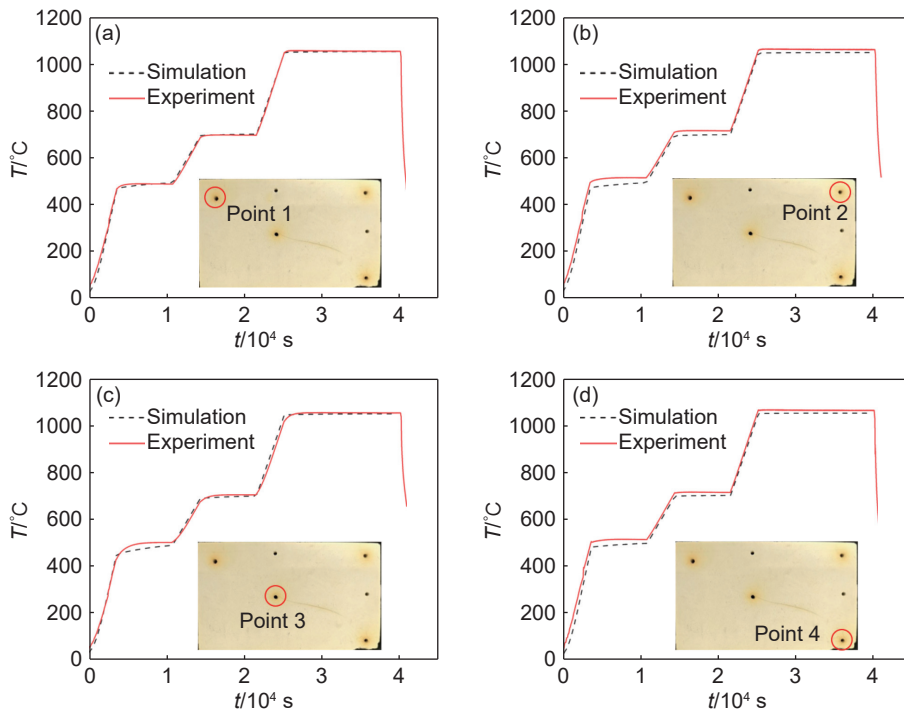 (a)
1200
1000
800
600
400
200
0
T/°C
Simulation
Experiment
Point 1
0 1 2 3 4
t/10⁴ s
(b)
1200
1000
800
600
400
200
0
T/°C
Simulation
Experiment
Point 2
0 1 2 3 4
t/10⁴ s
(c)
1200
1000
800
600
400
200
0
T/°C
Simulation
Experiment
Point 3
0 1 2 3 4
t/10⁴ s
(d)
1200
1000
800
600
400
200
0
T/°C
Simulation
Experiment
Point 4
0 1 2 3 4
t/10⁴ s